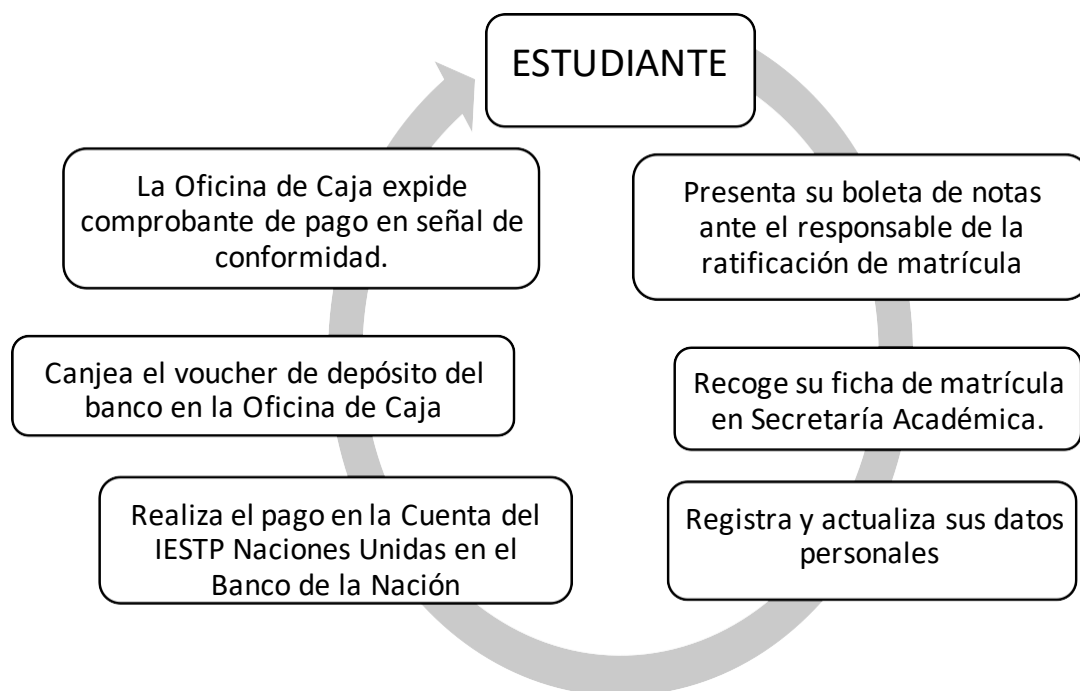 ESTUDIANTE
Presenta su boleta de notas
ante el responsable de la
ratificación de matrícula
Recoge su ficha de matrícula
en Secretaría Académica.
Registra y actualiza sus datos
personales
Realiza el pago en la Cuenta del
IESTP Naciones Unidas en el
Banco de la Nación
Canjea el voucher de depósito del
banco en la Oficina de Caja
La Oficina de Caja expide
comprobante de pago en señal de
conformidad.